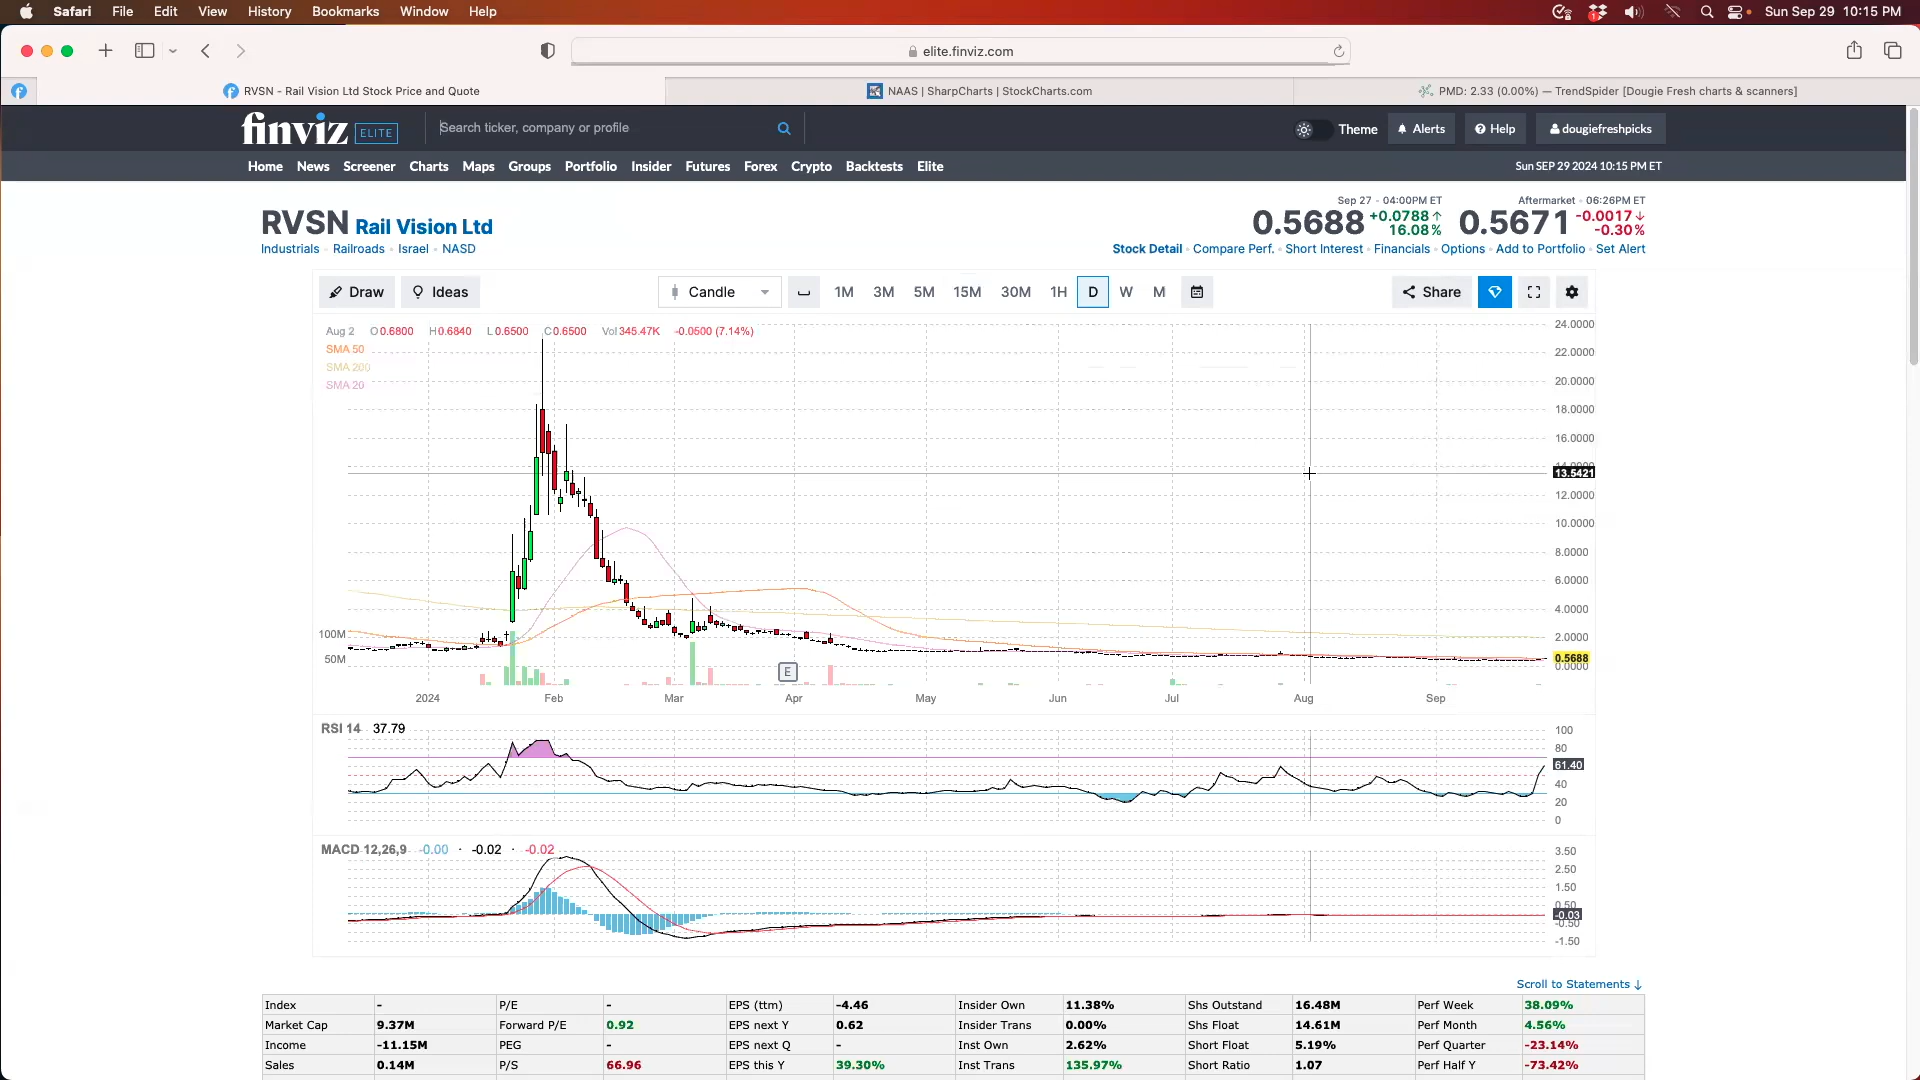 Safari File Edit View History Bookmarks Window Help Sun Sep 29 10:15 PM
elite.finviz.com
RVSN - Rail Vision Ltd Stock Price and Quote NAAS | SharpCharts | StockCharts.com PMD: 2.33 (0.00%) — TrendSpider [Dougie Fresh charts & scanners]
finviz ELITE Search ticker, company or profile Theme Alerts Help dougiefreshpicks
Home News Screener Charts Maps Groups Portfolio Insider Futures Forex Crypto Backtests Elite Sun SEP 29 2024 10:15 PM ET
Sep 27 - 04:00PM ET Aftermarket - 06:26PM ET
RVSN Rail Vision Ltd 0.5688 +0.0788↑ 16.08% 0.5671 -0.0017↓ -0.30%
Industrials · Railroads · Israel · NASD Stock Detail · Compare Perf. · Short Interest · Financials · Options · Add to Portfolio · Set Alert
Draw Ideas Candle 1M 3M 5M 15M 30M 1H D W M Share
Aug 2 O0.6800 H0.6840 L0.6500 C0.6500 Vol345.47K -0.0500 (7.14%)
SMA 50
SMA 200
SMA 20
24.0000
22.0000
20.0000
18.0000
16.0000
14.0000
13.5421
12.0000
10.0000
8.0000
6.0000
4.0000
100M 2.0000
50M 0.5688
0.0000
E
2024 Feb Mar Apr May Jun Jul Aug Sep
RSI 14 37.79 100
80
61.40
40
20
0
MACD 12,26,9 -0.00 · -0.02 · -0.02 3.50
2.50
1.50
0.50
-0.03
-0.50
-1.50
Scroll to Statements ↓
Index - P/E - EPS (ttm) -4.46 Insider Own 11.38% Shs Outstand 16.48M Perf Week 38.09%
Market Cap 9.37M Forward P/E 0.92 EPS next Y 0.62 Insider Trans 0.00% Shs Float 14.61M Perf Month 4.56%
Income -11.15M PEG - EPS next Q - Inst Own 2.62% Short Float 5.19% Perf Quarter -23.14%
Sales 0.14M P/S 66.96 EPS this Y 39.30% Inst Trans 135.97% Short Ratio 1.07 Perf Half Y -73.42%